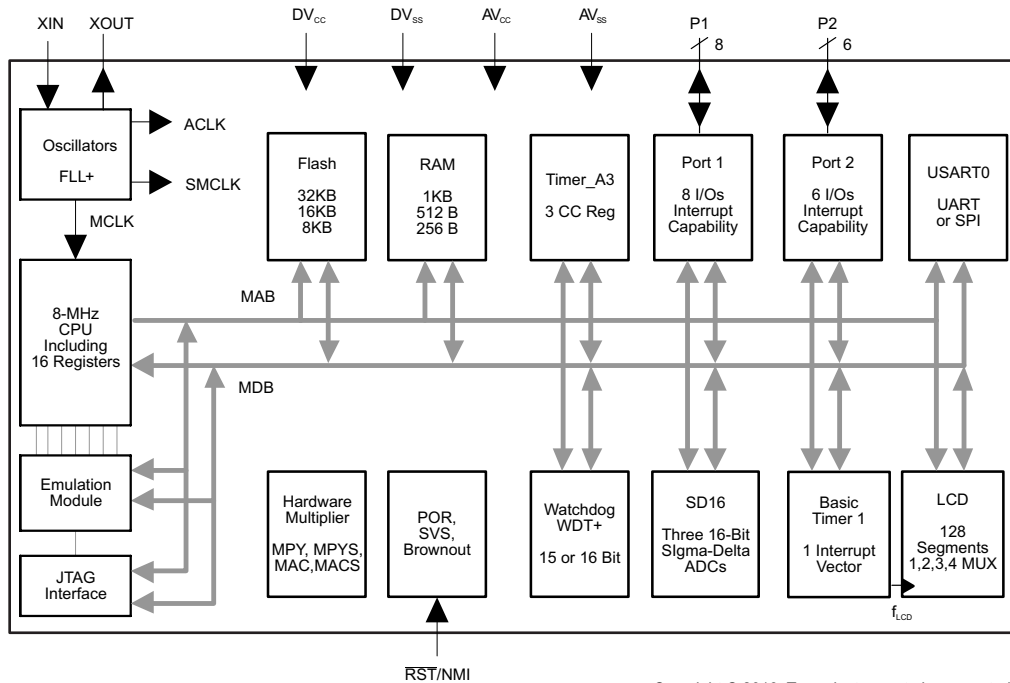 XIN XOUT DVCC DVSS AVCC AVSS P1 P2
8 6
Oscillators
FLL+
ACLK
SMCLK
MCLK
Flash
32KB
16KB
8KB
RAM
1KB
512 B
256 B
Timer_A3
3 CC Reg
Port 1
8 I/Os
Interrupt
Capability
Port 2
6 I/Os
Interrupt
Capability
USART0
UART
or SPI
MAB
8-MHz
CPU
Including
16 Registers
MDB
Emulation
Module
JTAG
Interface
Hardware
Multiplier
MPY, MPYS,
MAC,MACS
POR,
SVS,
Brownout
Watchdog
WDT+
15 or 16 Bit
SD16
Three 16-Bit
SIgma-Delta
ADCs
Basic
Timer 1
1 Interrupt
Vector
LCD
128
Segments
1,2,3,4 MUX
fLCD
RST/NMI